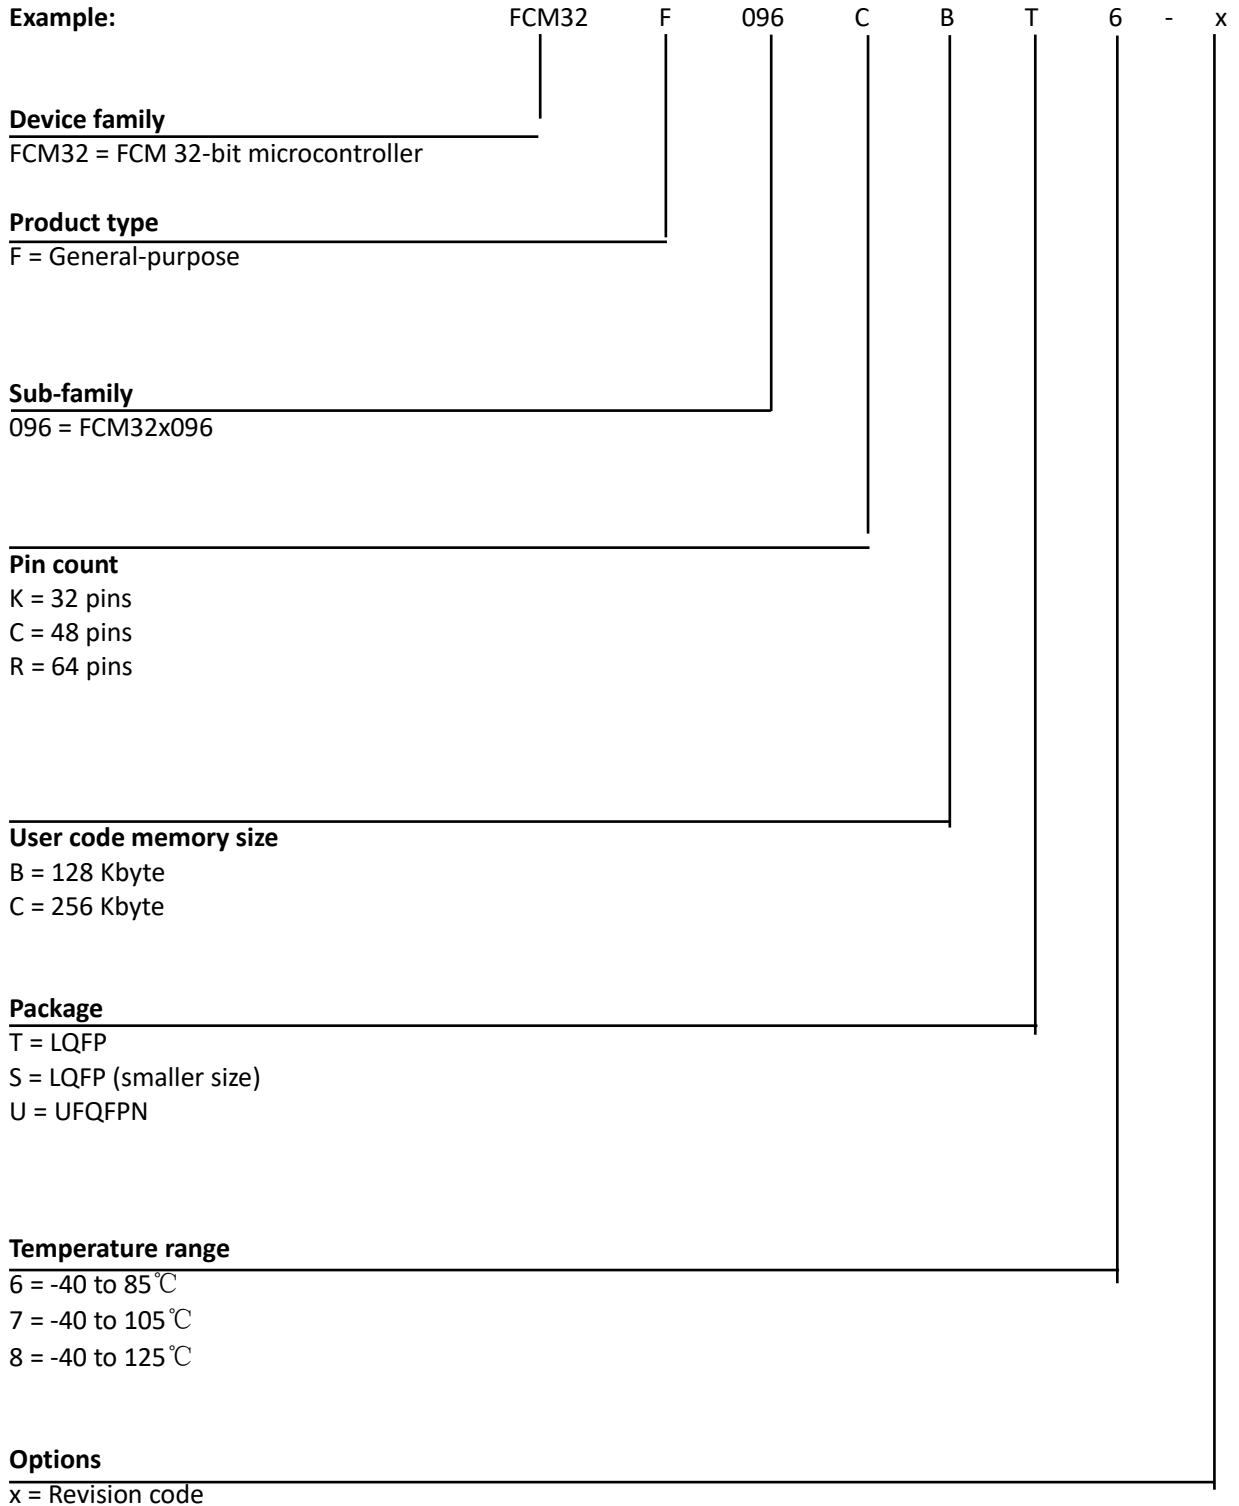 Example: FCM32 F 096 C B T 6 - x
Device family
FCM32 = FCM 32-bit microcontroller
Product type
F = General-purpose
Sub-family
096 = FCM32x096
Pin count
K = 32 pins
C = 48 pins
R = 64 pins
User code memory size
B = 128 Kbyte
C = 256 Kbyte
Package
T = LQFP
S = LQFP (smaller size)
U = UFQFPN
Temperature range
6 = -40 to 85℃
7 = -40 to 105℃
8 = -40 to 125℃
Options
x = Revision code